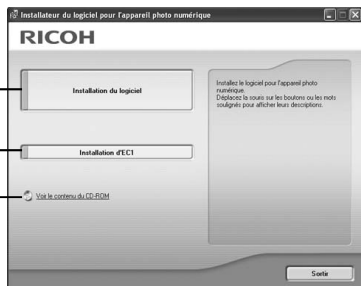 Installateur du logiciel pour l'appareil photo numérique
RICOH
Installation du logiciel
Installez le logiciel pour l'appareil photo
numérique.
Déplacez la souris sur les boutons ou les mots
soulignés pour afficher leurs descriptions.
Installation d'EC1
Voir le contenu du CD-ROM
Sortir